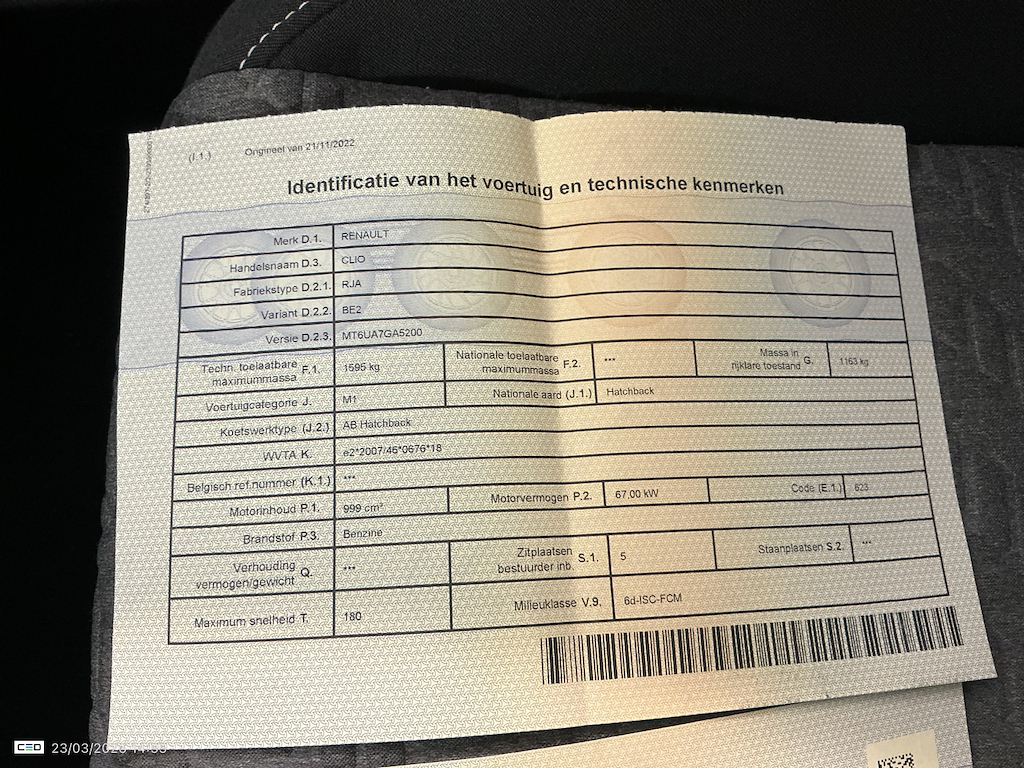 (I.1.) Origineel van 21/11/2022
Identificatie van het voertuig en technische kenmerken
Merk D.1. RENAULT
Handelsnaam D.3. CLIO
Fabriekstype D.2.1. RJA
Variant D.2.2. BE2
Versie D.2.3. MT6UA7GA5200
Techn. toelaatbare maximummassa F.1. 1595 kg Nationale toelaatbare maximummassa F.2. *** Massa in rijklare toestand G. 1163 kg
Voertuigcategorie J. M1 Nationale aard (J.1.) Hatchback
Koetswerktype (J.2.) AB Hatchback
WVTA K. e2*2007/46*0676*18
Belgisch ref.nummer (K.1.) ***
Motorinhoud P.1. 999 cm³ Motorvermogen P.2. 67,00 kW Code (E.1.) 623
Brandstof P.3. Benzine
Verhouding vermogen/gewicht Q. *** Zitplaatsen bestuurder inb. S.1. 5 Staanplaatsen S.2. ***
Maximum snelheid T. 180 Milieuklasse V.9. 6d-ISC-FCM
CEO